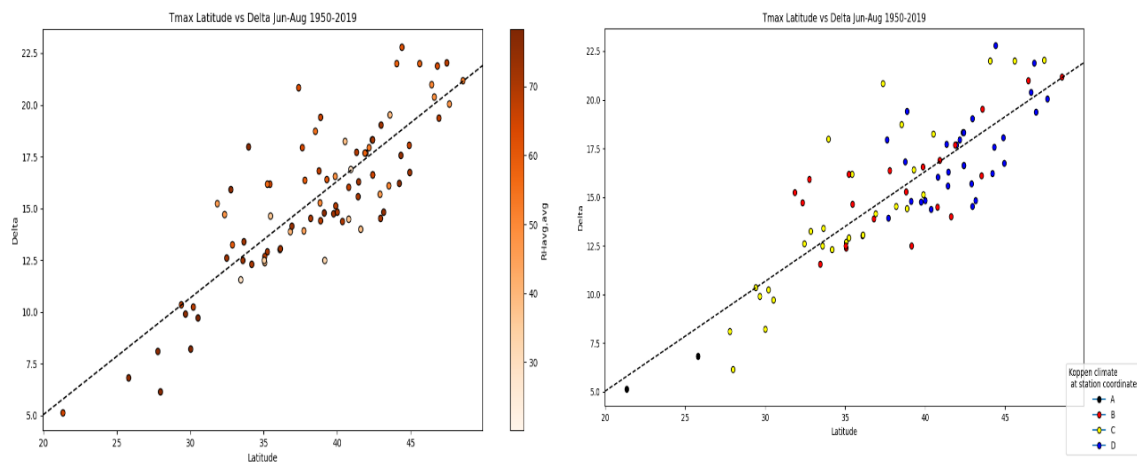 Tmax Latitude vs Delta Jun-Aug 1950-2019
Delta
22.5
20.0
17.5
15.0
12.5
10.0
7.5
5.0
20
25
30
35
40
45
Latitude
70
60
50
40
30
RHavg_avg
Tmax Latitude vs Delta Jun-Aug 1950-2019
Delta
22.5
20.0
17.5
15.0
12.5
10.0
7.5
5.0
20
25
30
35
40
45
Latitude
Koppen climate
at station coordinate
A
B
C
D